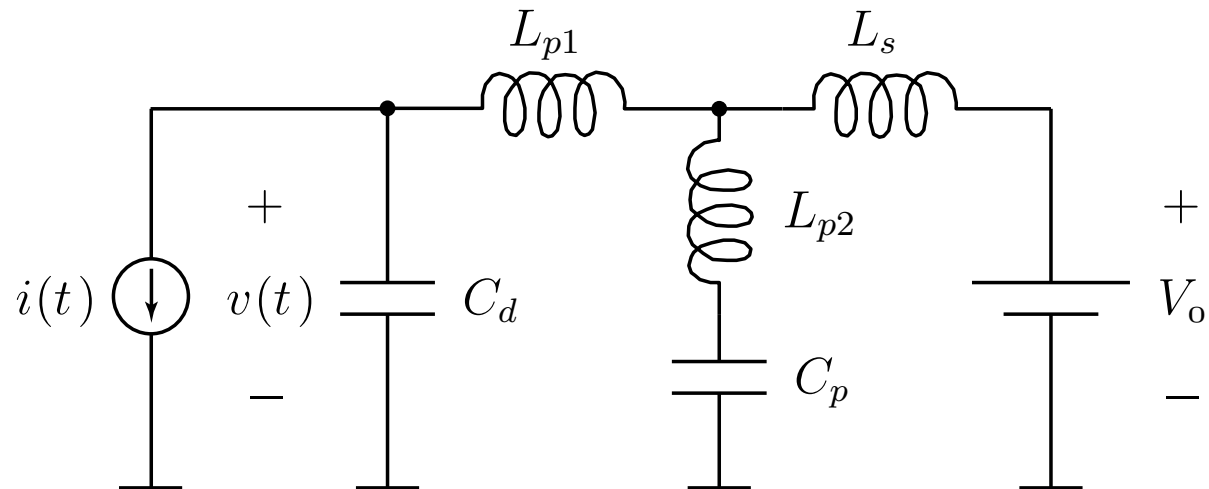 L_{p1}
L_s
+
+
L_{p2}
i(t)
v(t)
C_d
V_o
C_p
−
−